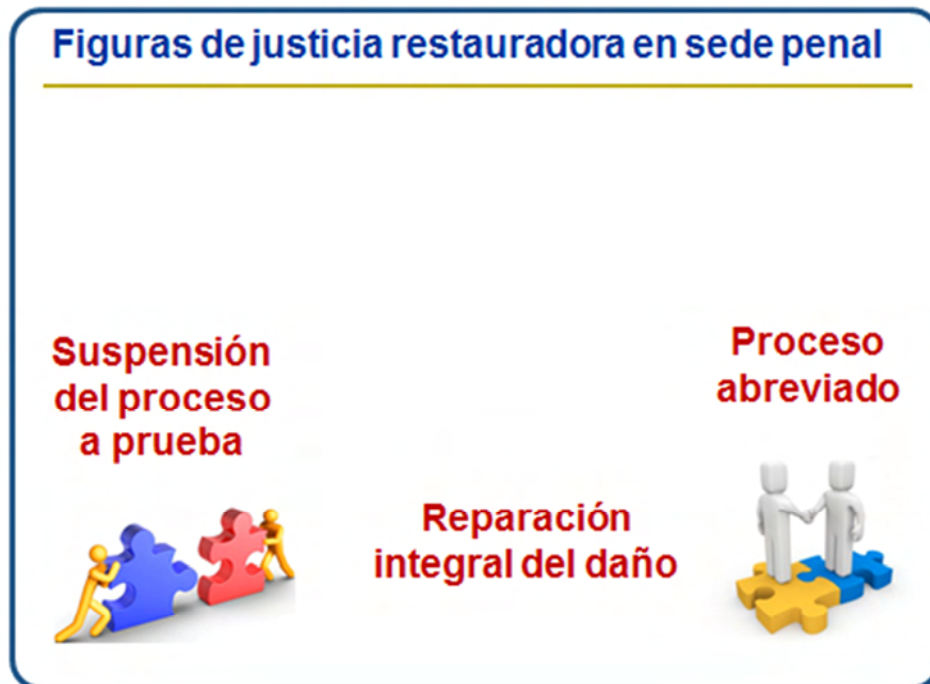 Figuras de justicia restauradora en sede penal
Suspensión
del proceso
a prueba
Reparación
integral del daño
Proceso
abreviado